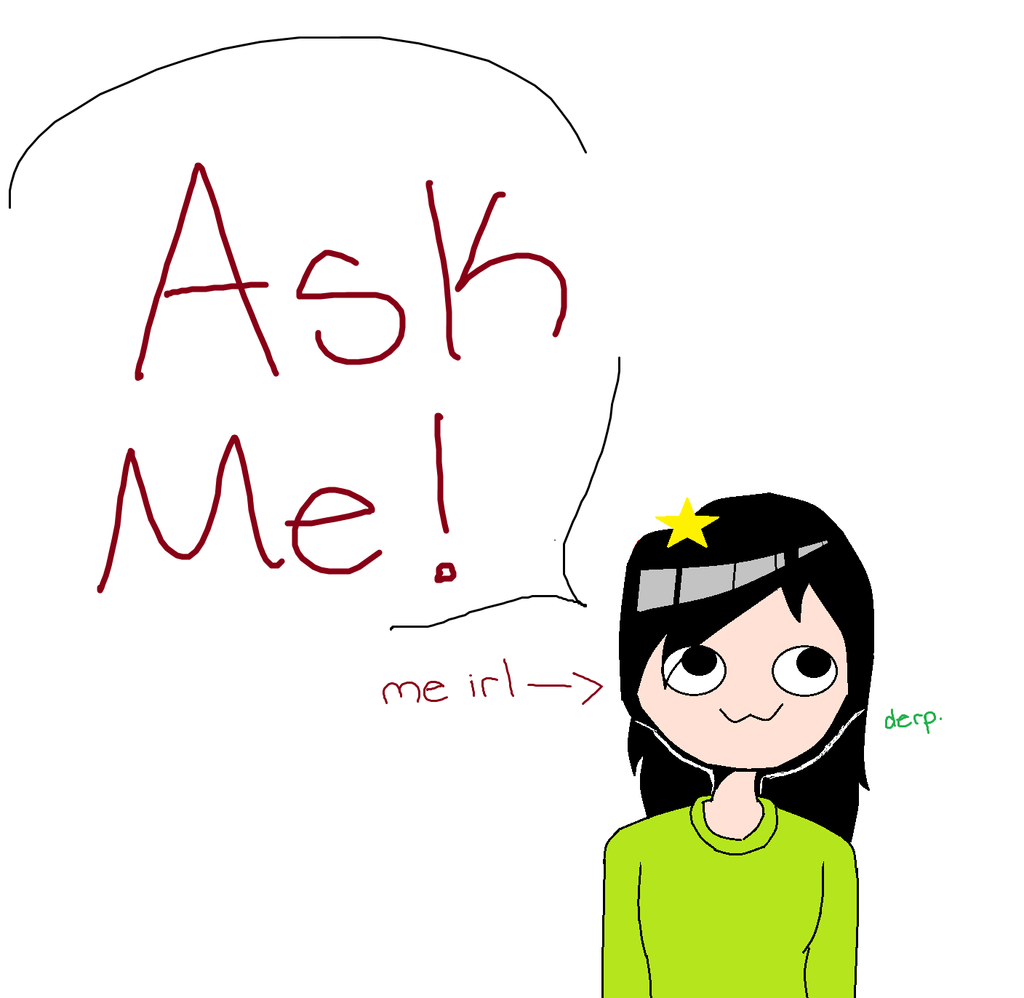 Ask
Me!
me irl →
derp.